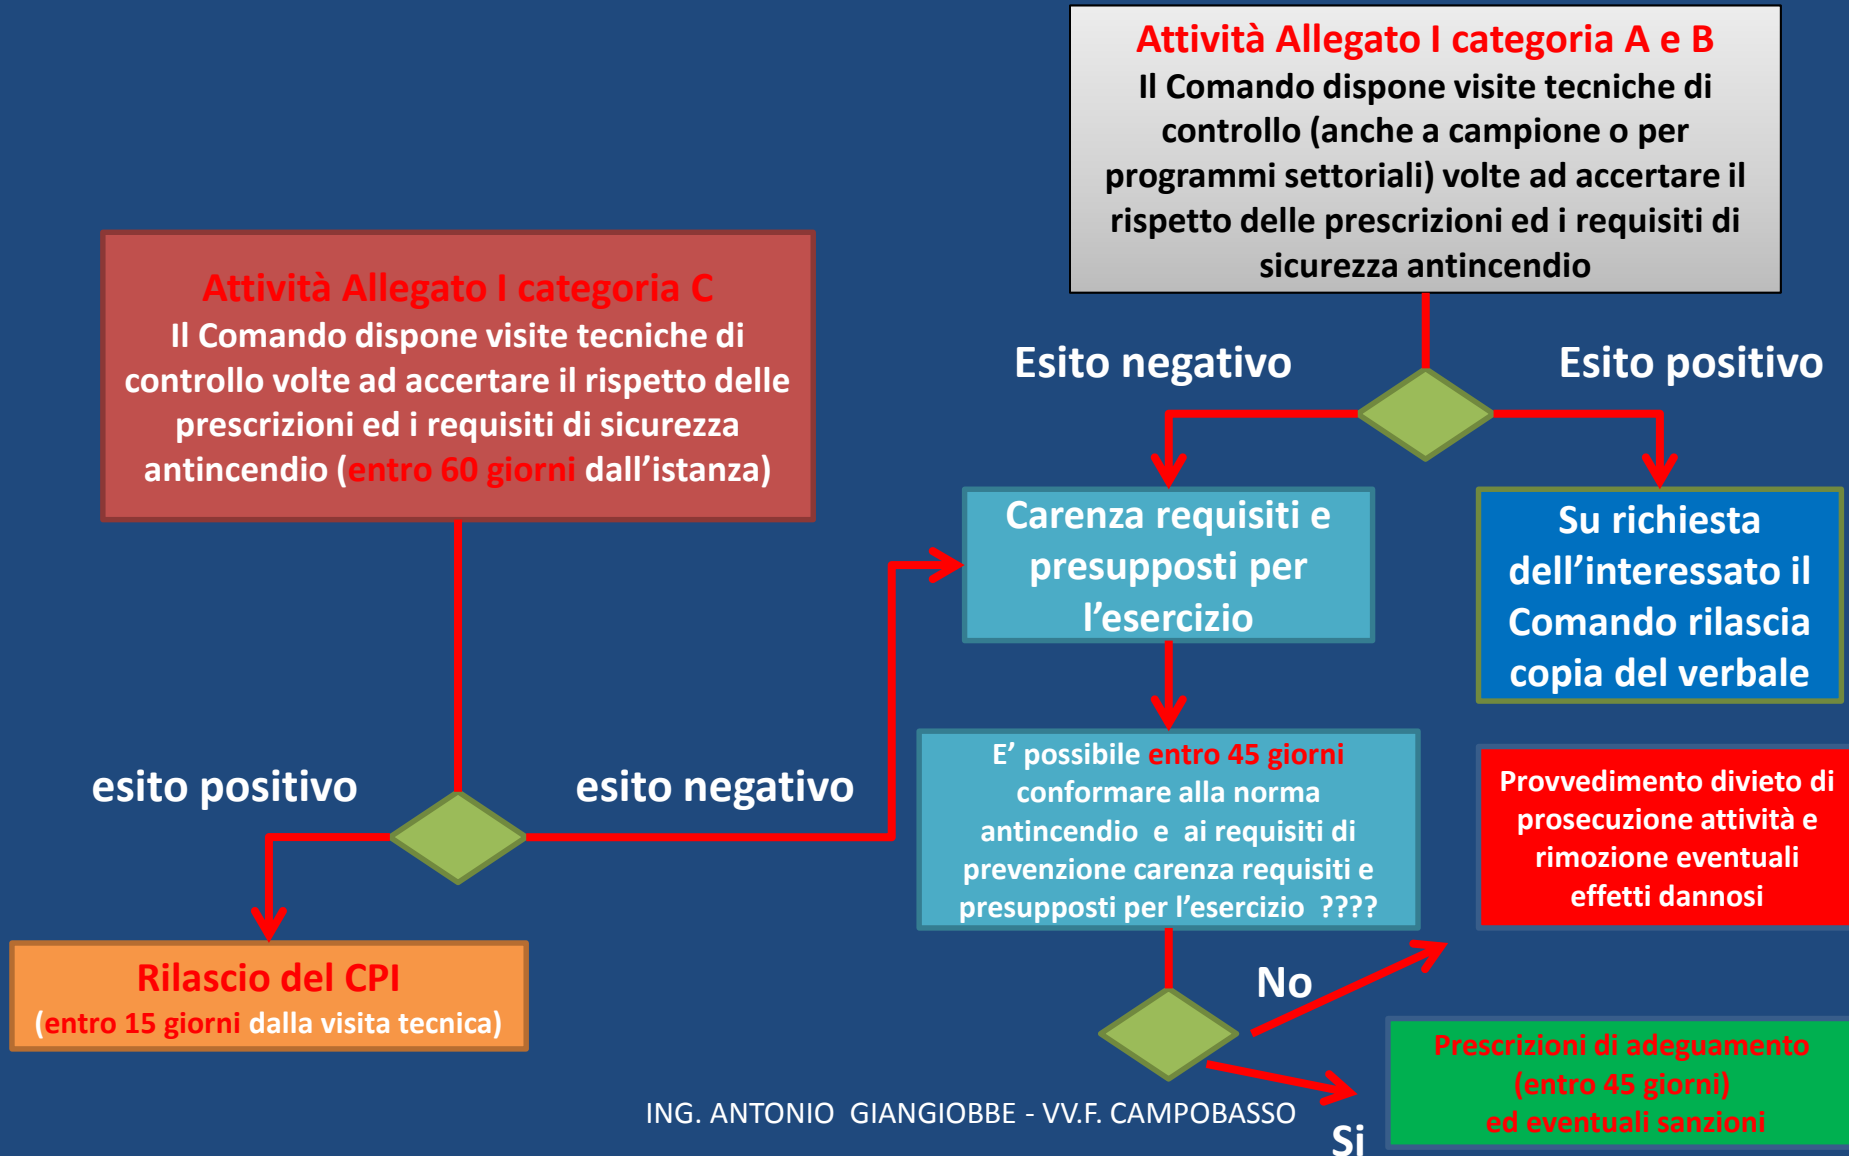 Attività Allegato I categoria A e B
Il Comando dispone visite tecniche di
controllo (anche a campione o per
programmi settoriali) volte ad accertare il
rispetto delle prescrizioni ed i requisiti di
sicurezza antincendio
Attività Allegato I categoria C
Il Comando dispone visite tecniche di
controllo volte ad accertare il rispetto delle
prescrizioni ed i requisiti di sicurezza
antincendio (entro 60 giorni dall’istanza)
Esito negativo
Esito positivo
Carenza requisiti e
presupposti per
l’esercizio
Su richiesta
dell’interessato il
Comando rilascia
copia del verbale
esito positivo
esito negativo
E’ possibile entro 45 giorni
conformare alla norma
antincendio e ai requisiti di
prevenzione carenza requisiti e
presupposti per l’esercizio ????
Provvedimento divieto di
prosecuzione attività e
rimozione eventuali
effetti dannosi
Rilascio del CPI
(entro 15 giorni dalla visita tecnica)
No
Prescrizioni di adeguamento
(entro 45 giorni)
ed eventuali sanzioni
Si
ING. ANTONIO GIANGIOBBE - VV.F. CAMPOBASSO